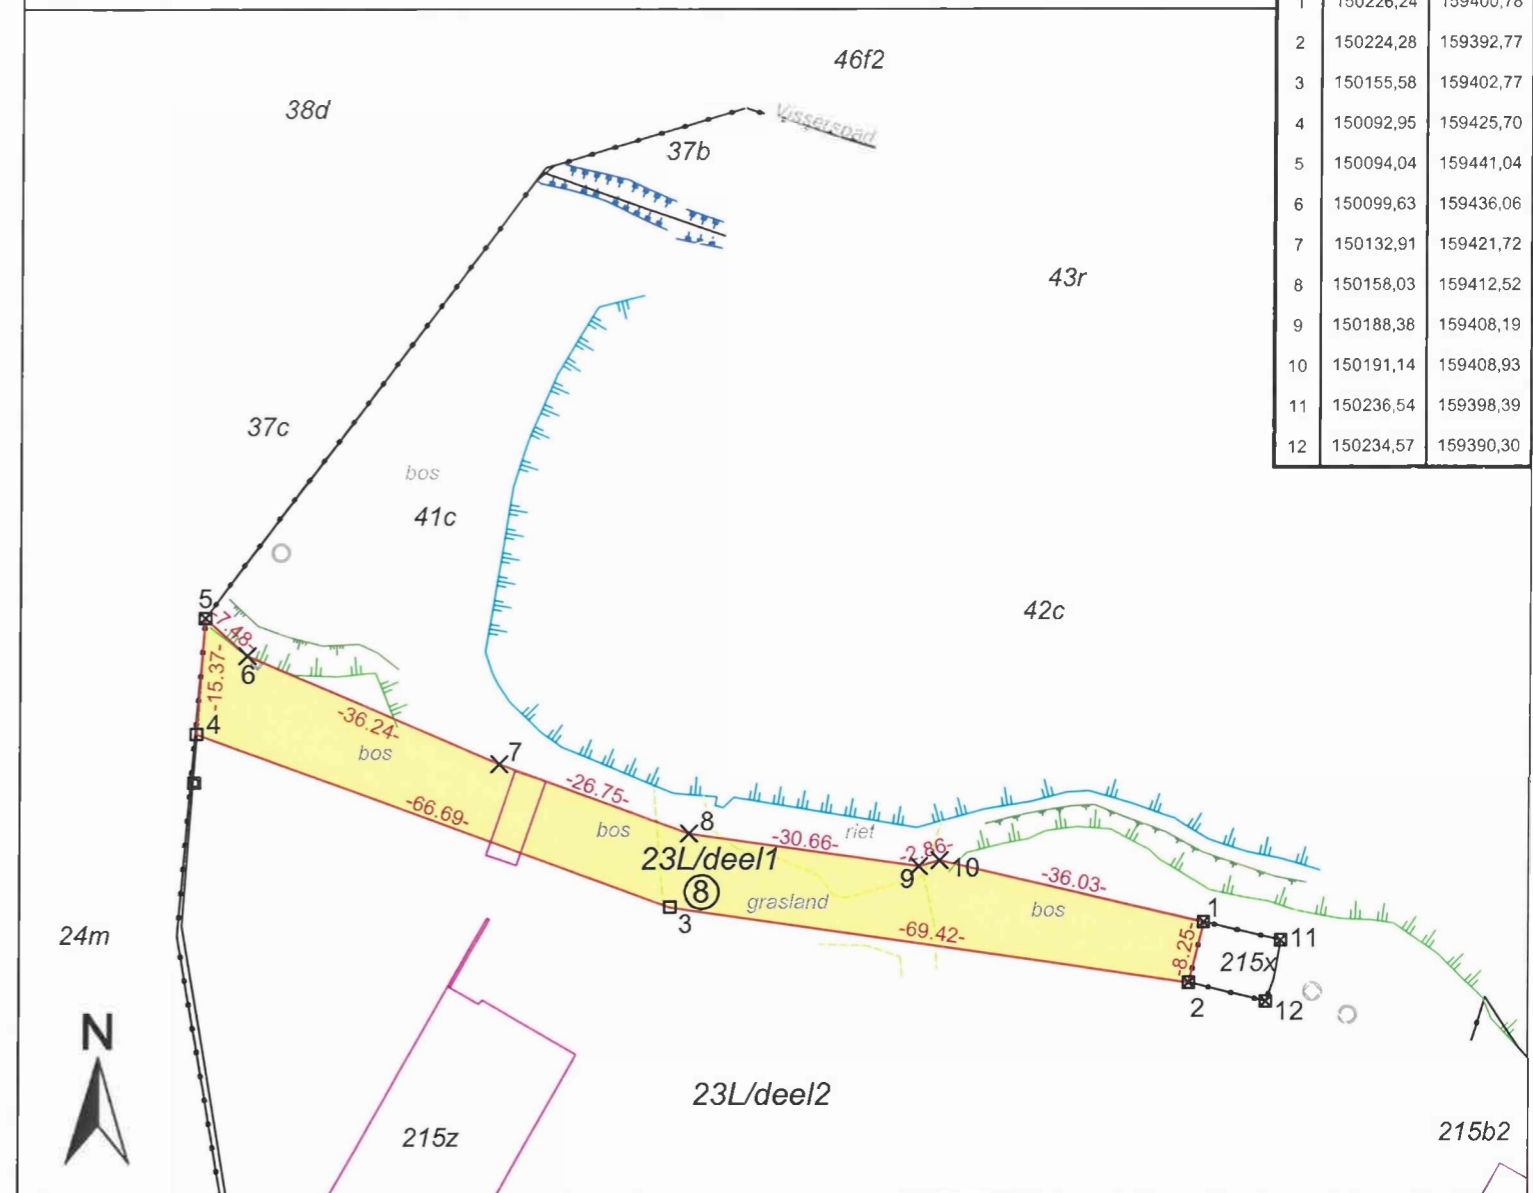 1 150226,24 159400,78
2 150224,28 159392,77
3 150155,58 159402,77
4 150092,95 159425,70
5 150094,04 159441,04
6 150099,63 159436,06
7 150132,91 159421,72
8 150158,03 159412,52
9 150188,38 159408,19
10 150191,14 159408,93
11 150236,54 159398,39
12 150234,57 159390,30
46f2
38d
Visserspad
37b
43r
37c
bos
41c
5
42c
-7.48-
6
-15.37-
4
-36.24-
bos
7
-26.75-
-66.69-
bos
8
riet
-30.66-
-2.86-
23L/deel1
9
10
-36.03-
8
grasland
bos
3
-69.42-
1
-8.25-
11
24m
215x
2
12
N
23L/deel2
215z
215b2